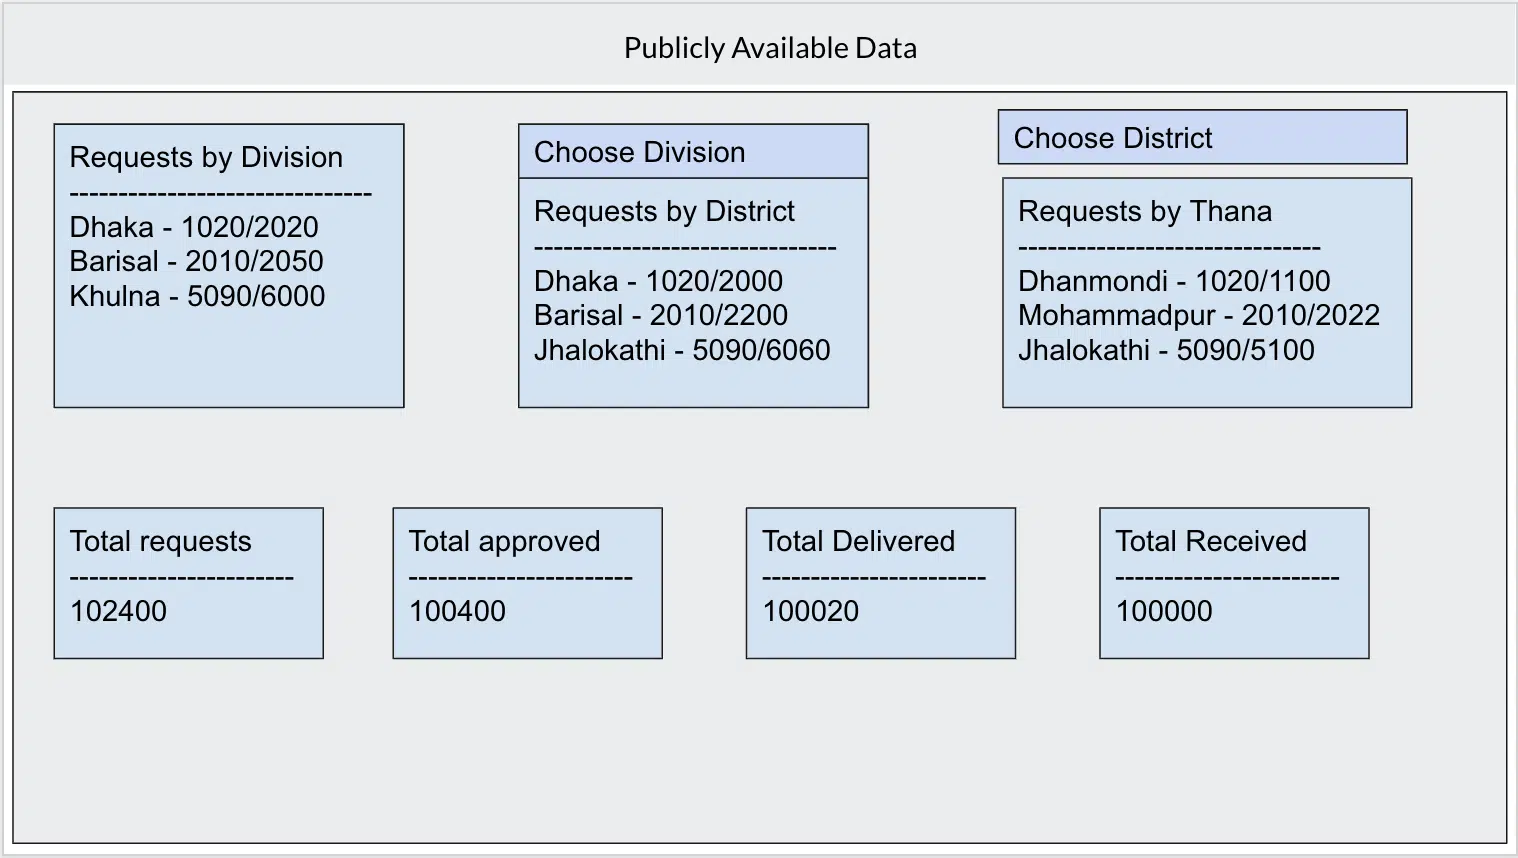 Publicly Available Data
Requests by Division
-------------------------------
Dhaka - 1020/2020
Barisal - 2010/2050
Khulna - 5090/6000
Choose Division
Requests by District
-------------------------------
Dhaka - 1020/2000
Barisal - 2010/2200
Jhalokathi - 5090/6060
Choose District
Requests by Thana
-------------------------------
Dhanmondi - 1020/1100
Mohammadpur - 2010/2022
Jhalokathi - 5090/5100
Total requests
-----------------------
102400
Total approved
-----------------------
100400
Total Delivered
-----------------------
100020
Total Received
-----------------------
100000